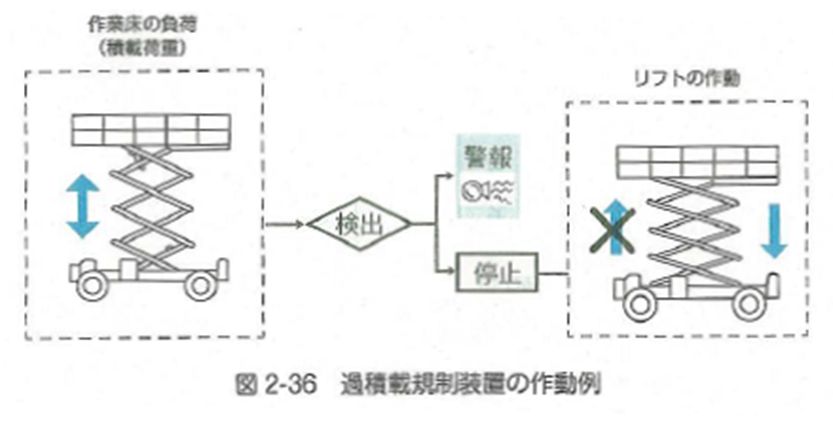 作業床の負荷
（積載荷重）
リフトの作動
警報
検出
停止
図 2-36　過積載規制装置の作動例